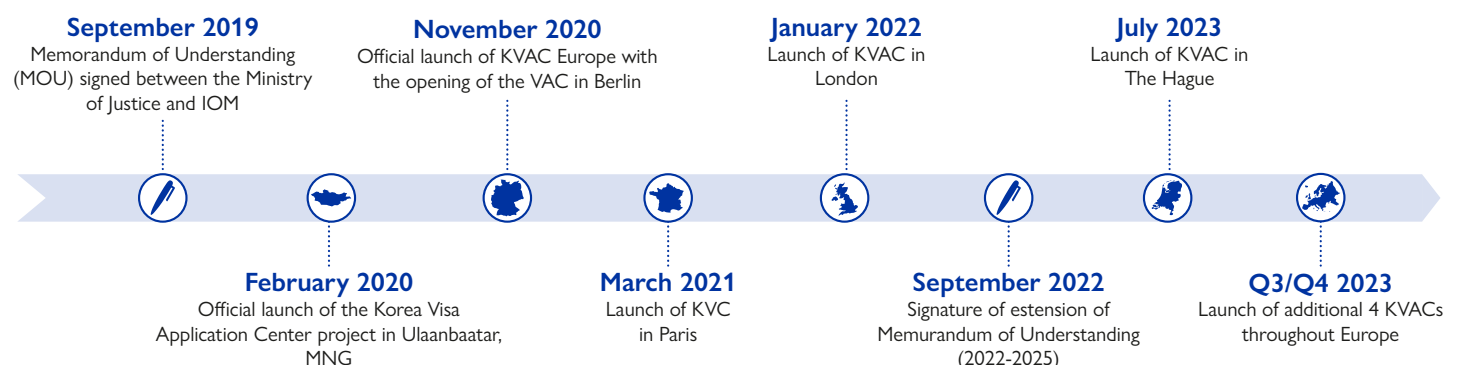 September 2019
Memorandum of Understanding
(MOU) signed between the Ministry
of Justice and IOM
November 2020
Official launch of KVAC Europe with
the opening of the VAC in Berlin
January 2022
Launch of KVAC in
London
July 2023
Launch of KVAC in
The Hague
February 2020
Official launch of the Korea Visa
Application Center project in Ulaanbaatar,
MNG
March 2021
Launch of KVC
in Paris
September 2022
Signature of estension of
Memurandum of Understanding
(2022-2025)
Q3/Q4 2023
Launch of additional 4 KVACs
throughout Europe